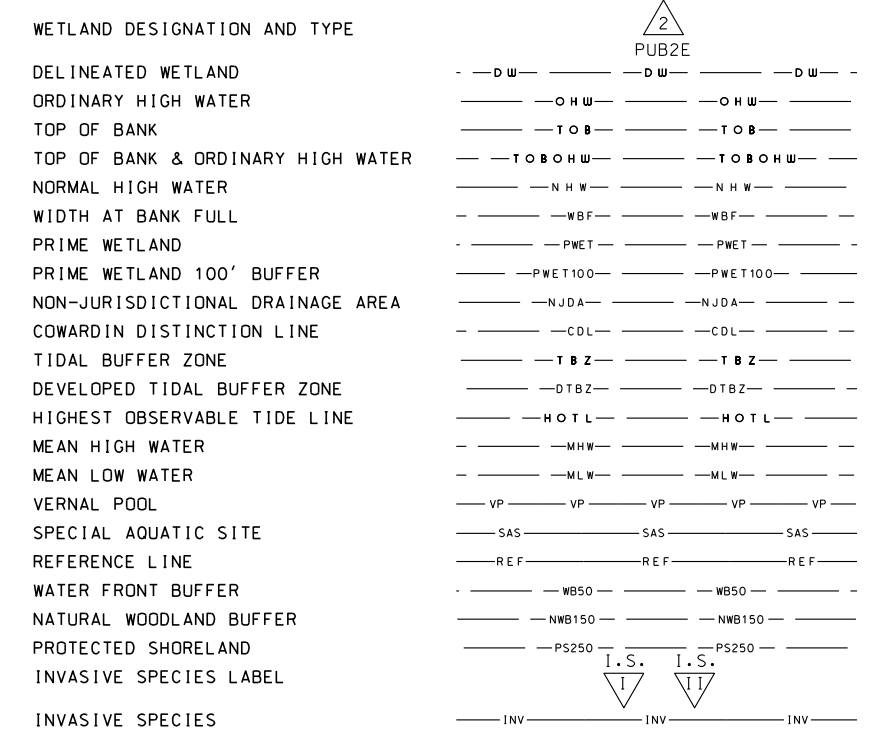 2
WETLAND DESIGNATION AND TYPE
PUB2E
DELINEATED WETLAND DW DW DW
ORDINARY HIGH WATER OHW OHW
TOP OF BANK TOB TOB
TOP OF BANK & ORDINARY HIGH WATER TOBOHW TOBOHW
NORMAL HIGH WATER NHW NHW
WIDTH AT BANK FULL WBF WBF
PRIME WETLAND PWET PWET
PRIME WETLAND 100' BUFFER PWET100 PWET100
NON-JURISDICTIONAL DRAINAGE AREA NJDA NJDA
COWARDIN DISTINCTION LINE CDL CDL
TIDAL BUFFER ZONE TBZ TBZ
DEVELOPED TIDAL BUFFER ZONE DTBZ DTBZ
HIGHEST OBSERVABLE TIDE LINE HOTL HOTL
MEAN HIGH WATER MHW MHW
MEAN LOW WATER MLW MLW
VERNAL POOL VP VP VP VP VP
SPECIAL AQUATIC SITE SAS SAS SAS
REFERENCE LINE REF REF REF
WATER FRONT BUFFER WB50 WB50
NATURAL WOODLAND BUFFER NWB150 NWB150
PROTECTED SHORELAND PS250 PS250
I.S. I.S.
INVASIVE SPECIES LABEL I II
INVASIVE SPECIES INV INV INV